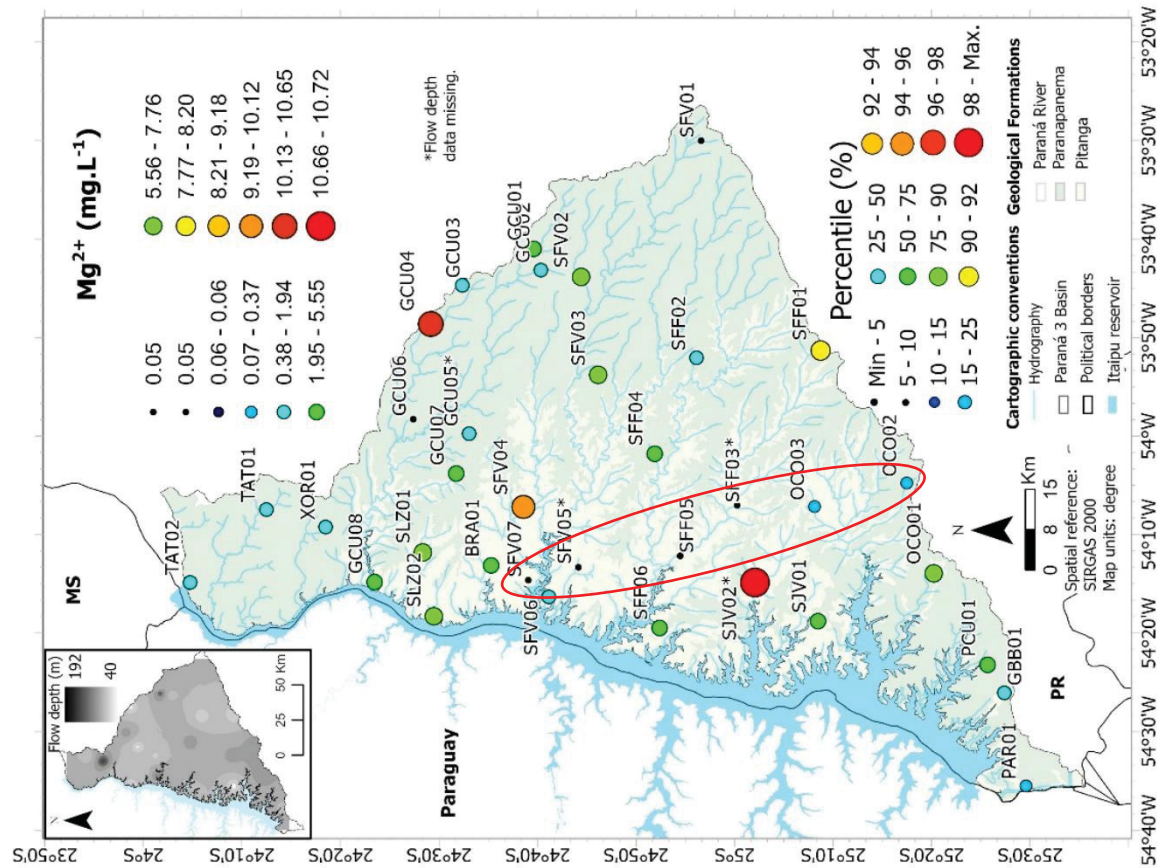 Mg²⁺ (mg.L⁻¹)
0.05
0.05
0.06 - 0.06
0.07 - 0.37
0.38 - 1.94
1.95 - 5.55
5.56 - 7.76
7.77 - 8.20
8.21 - 9.18
9.19 - 10.12
10.13 - 10.65
10.66 - 10.72
*Flow depth
data missing.
N
Flow depth (m)
192
40
0
25
50 Km
MS
Paraguay
PR
TAT02
TAT01
XOR01
GCU08
SLZ01
SLZ02
BRA01
GCU07
GCU05*
GCU06
GCU04
GCU03
GCU02
GCU01
SFV02
SFV01
SFV03
SFV04
SFV07
SFV05*
SFV06
SFF02
SFF01
SFF04
SFF03*
SFF05
SFF06
SJV02*
SJV01
OCO03
OCO02
OCO01
PCU01
GBB01
PAR01
Percentile (%)
Min - 5
5 - 10
10 - 15
15 - 25
25 - 50
50 - 75
75 - 90
90 - 92
92 - 94
94 - 96
96 - 98
98 - Max.
Cartographic conventions
Hydrography
Paraná 3 Basin
Political borders
Itaipu reservoir
Geological Formations
Paraná River
Paranapanema
Pitanga
N
0
8
15
Km
Spatial reference:
SIRGAS 2000
Map units: degree
23°50'S
24°S
24°10'S
24°20'S
24°30'S
24°40'S
24°50'S
25°S
25°10'S
25°20'S
25°30'S
54°40'W
54°30'W
54°20'W
54°10'W
54°W
53°50'W
53°40'W
53°30'W
53°20'W